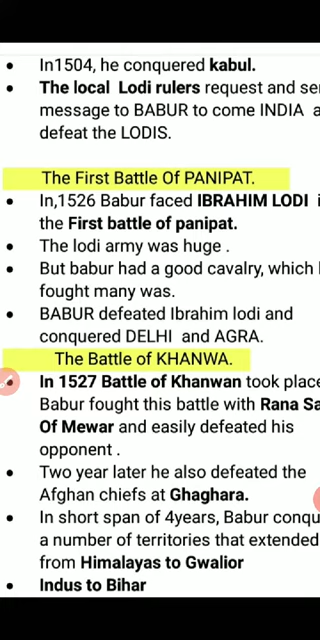 In1504, he conquered kabul.
The local Lodi rulers request and
message to BABUR to come INDIA
defeat the LODIS.
The First Battle Of PANIPAT.
In,1526 Babur faced IBRAHIM LODI
the First battle of panipat.
The lodi army was huge .
But babur had a good cavalry, which
fought many was.
BABUR defeated Ibrahim lodi and
conquered DELHI and AGRA.
The Battle of KHANWA.
In 1527 Battle of Khanwan took place
Babur fought this battle with Rana
Of Mewar and easily defeated his
opponent .
Two year later he also defeated the
Afghan chiefs at Ghaghara.
In short span of 4years, Babur
a number of territories that extended
from Himalayas to Gwalior
Indus to Bihar